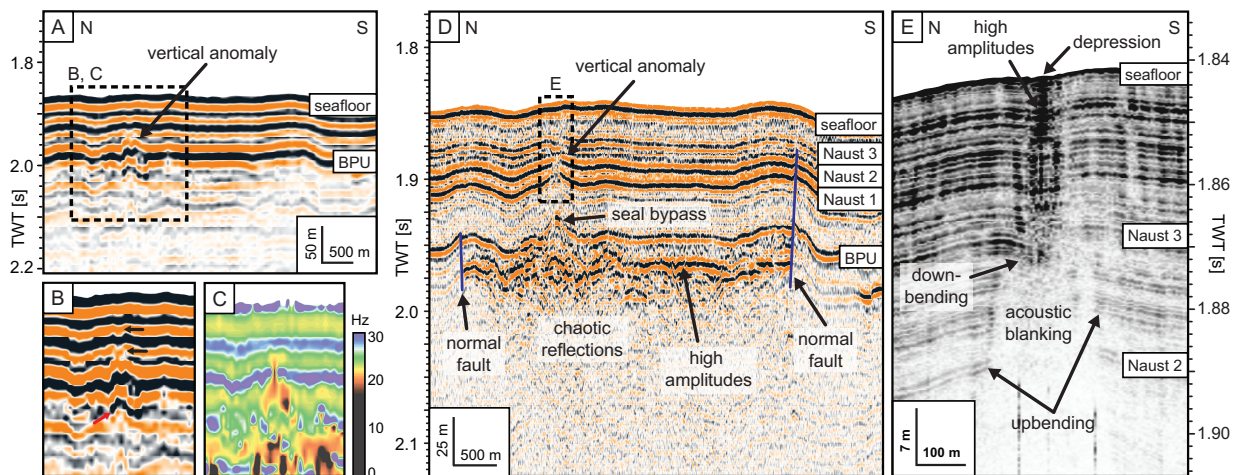 A N
S
vertical anomaly
B, C
seafloor
BPU
1.8
2.0
2.2
TWT [s]
50 m
500 m
B
C
Hz
30
20
10
0
D N
S
E
vertical anomaly
seafloor
Naust 3
Naust 2
Naust 1
seal bypass
BPU
1.8
1.9
2.0
2.1
TWT [s]
normal
fault
chaotic
reflections
high
amplitudes
normal
fault
25 m
500 m
E N
S
high
amplitudes
depression
seafloor
Naust 3
down-
bending
acoustic
blanking
Naust 2
upbending
1.84
1.86
1.88
1.90
TWT [s]
7 m
100 m